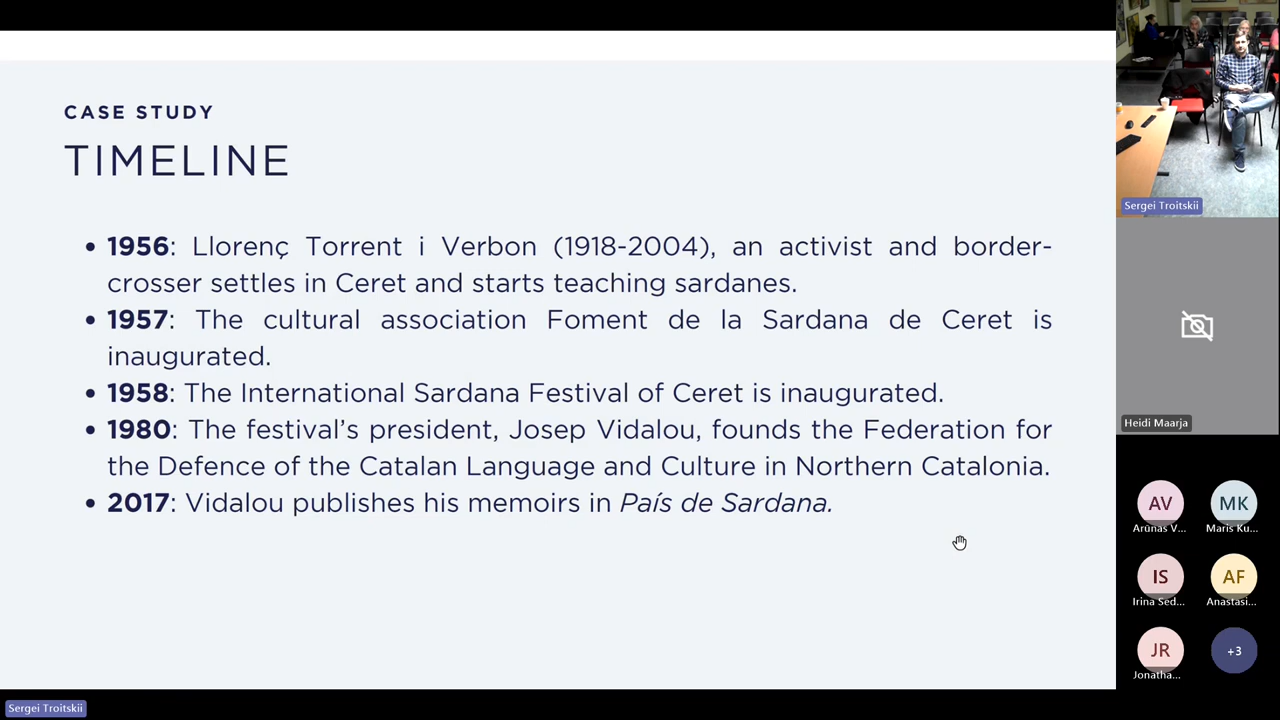 CASE STUDY
TIMELINE
• 1956: Llorenç Torrent i Verbon (1918-2004), an activist and border-
crosser settles in Ceret and starts teaching sardanes.
• 1957: The cultural association Foment de la Sardana de Ceret is
inaugurated.
• 1958: The International Sardana Festival of Ceret is inaugurated.
• 1980: The festival’s president, Josep Vidalou, founds the Federation for
the Defence of the Catalan Language and Culture in Northern Catalonia.
• 2017: Vidalou publishes his memoirs in País de Sardana.
Sergei Troitskii
Heidi Maarja
AV
MK
Arūnas V...
Maris Ku...
IS
AF
Irina Sed...
Anastasi...
JR
+3
Jonatha...
Sergei Troitskii